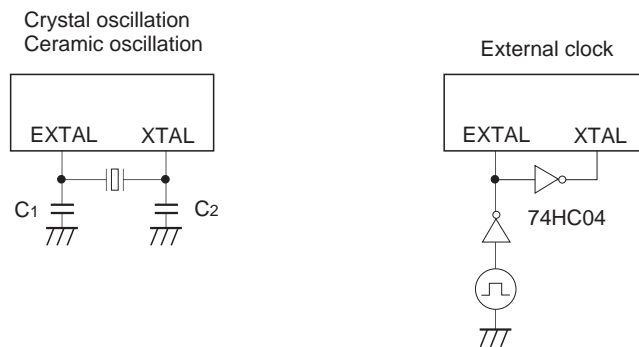 Crystal oscillation
Ceramic oscillation
EXTAL XTAL
C1 C2
External clock
EXTAL XTAL
74HC04